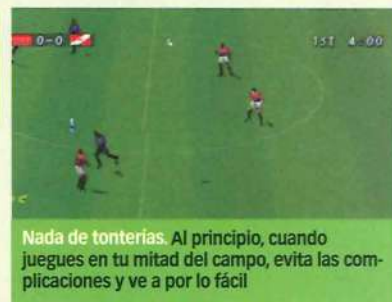 0-0
1ST 4:00
Nada de tonterías. Al principio, cuando
juegues en tu mitad del campo, evita las com-
plicaciones y ve a por lo fácil